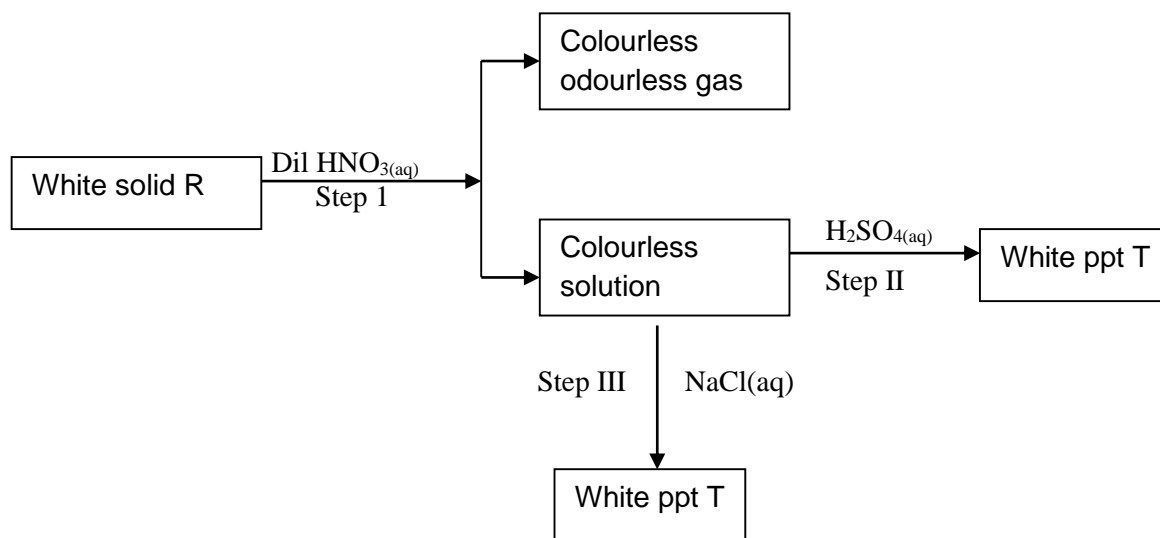 Colourless
odourless gas
White solid R
Dil HNO3(aq)
Step 1
Colourless
solution
H2SO4(aq)
Step II
White ppt T
Step III
NaCl(aq)
White ppt T